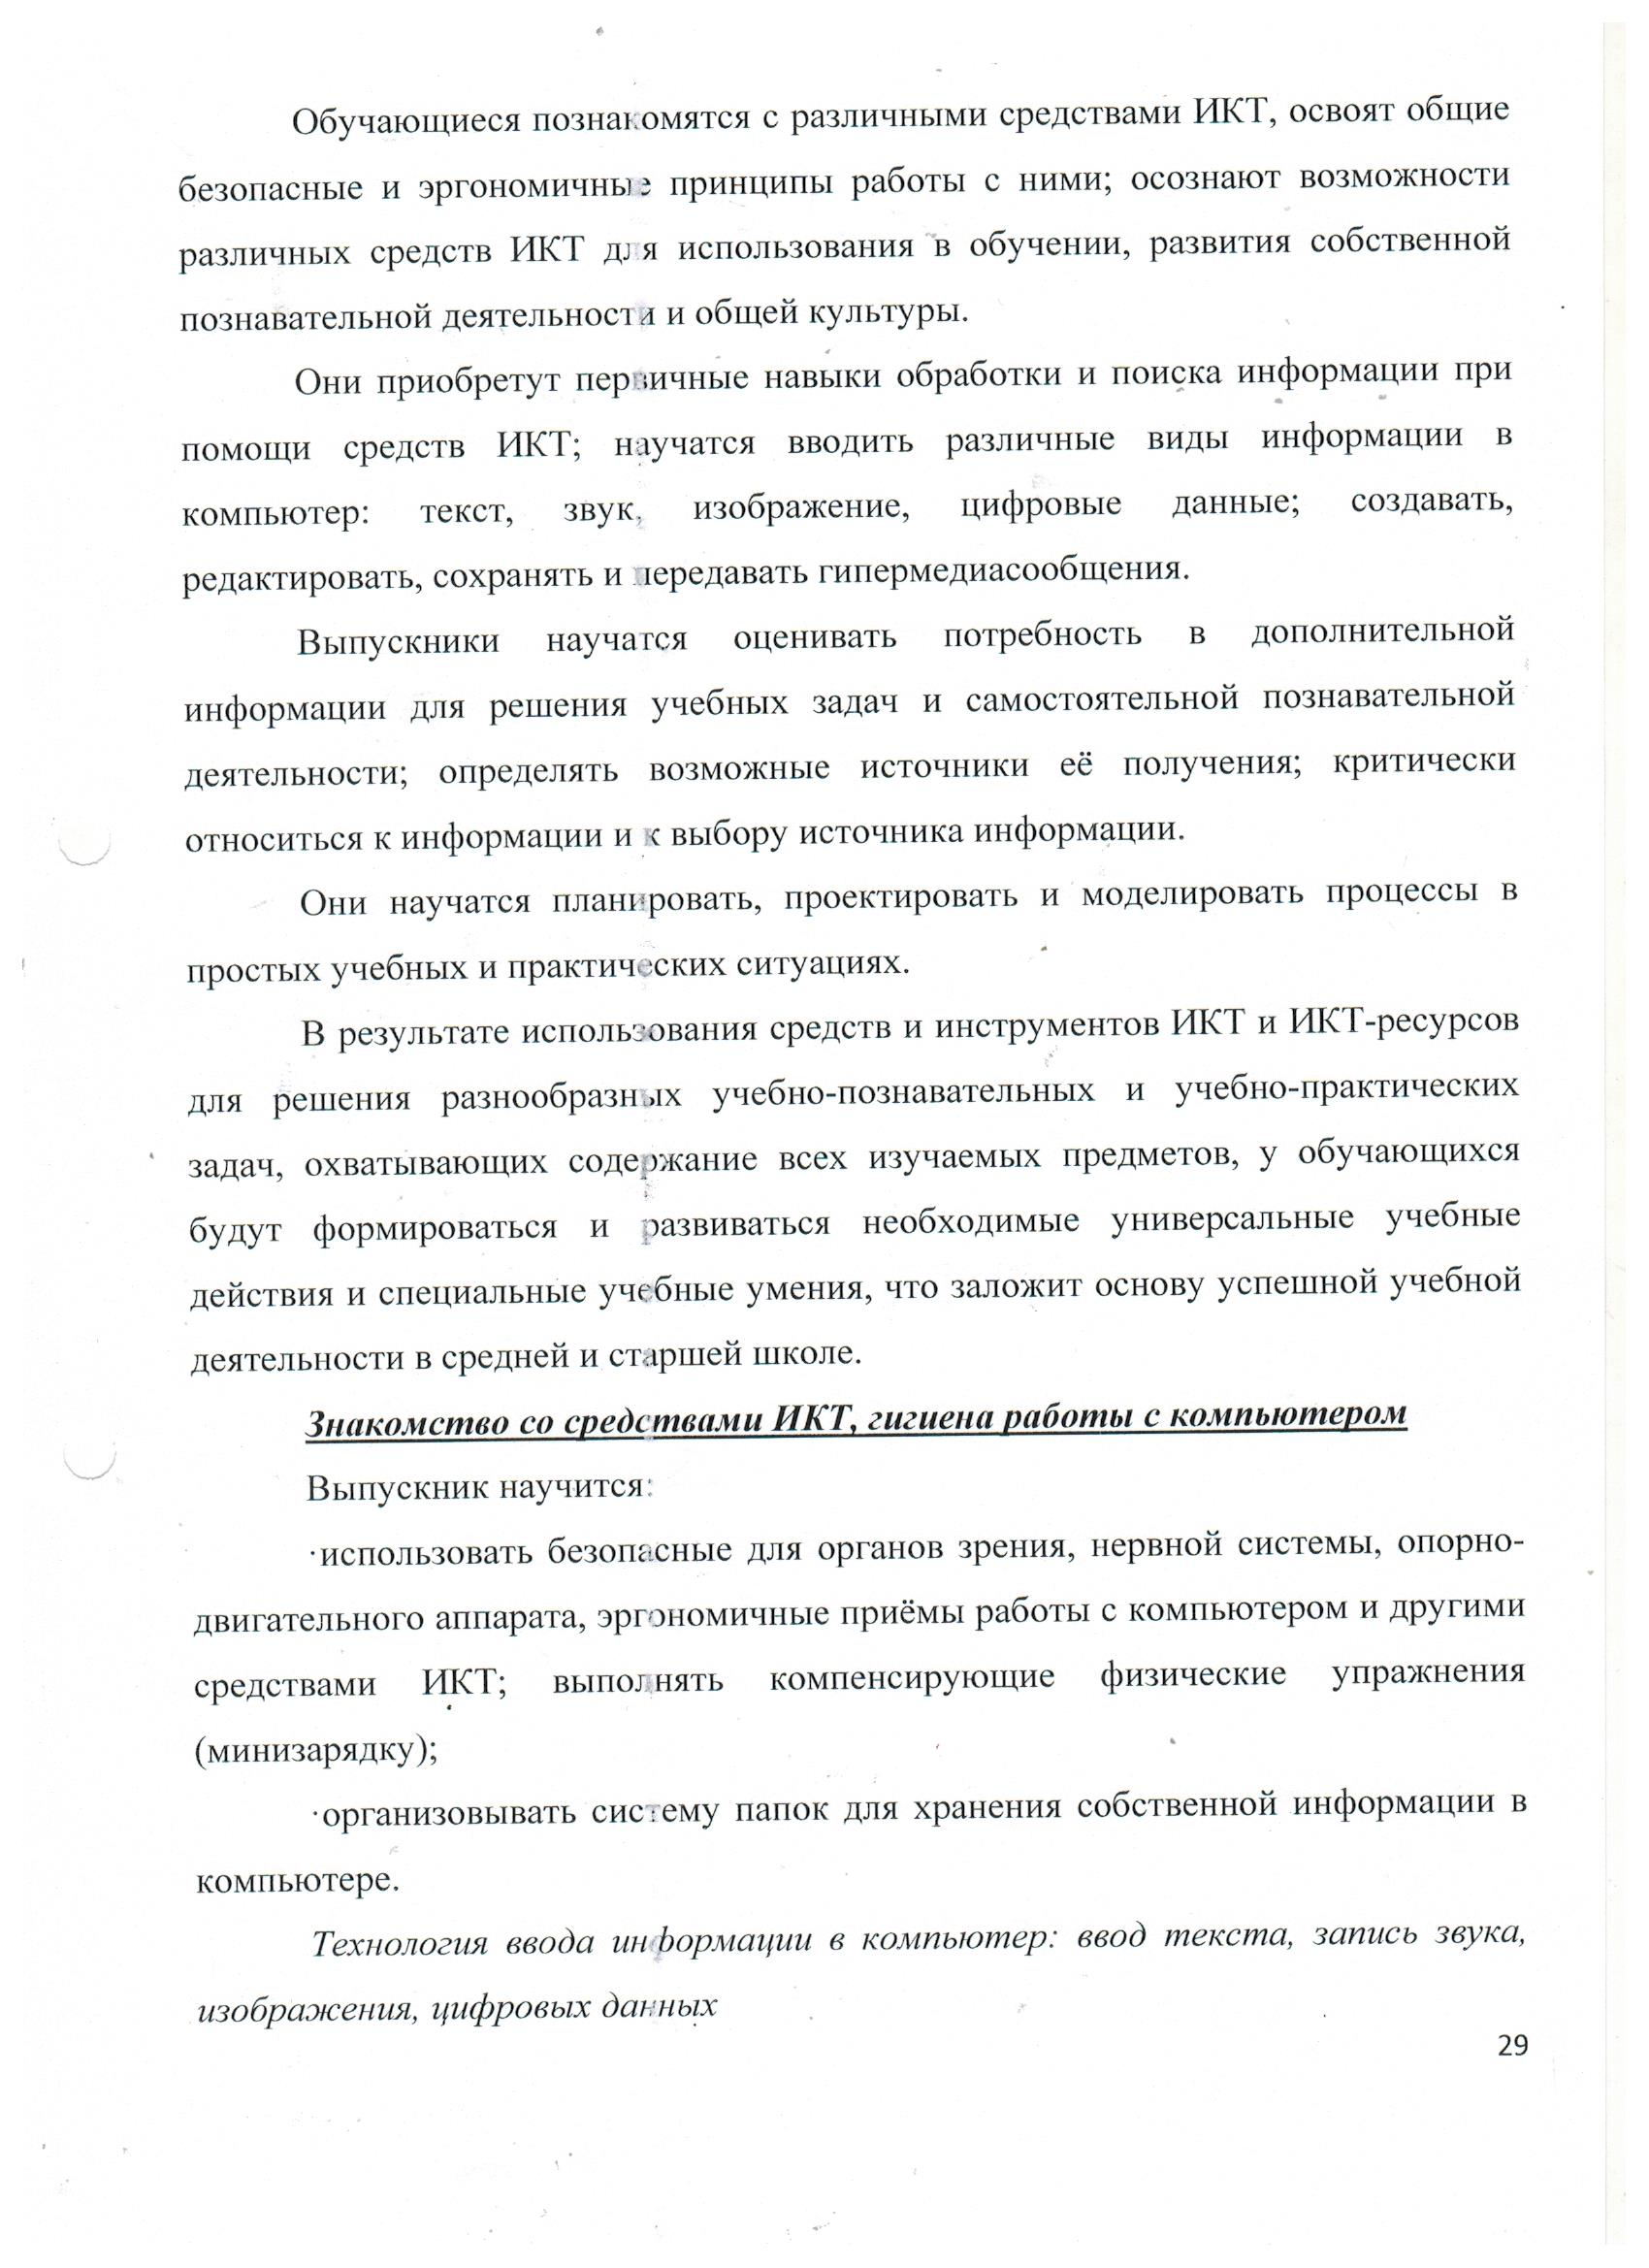 Обучающиеся познакомятся с различными средствами ИКТ, освоят общие
безопасные и эргономичные принципы работы с ними; осознают возможности
различных средств ИКТ для использования в обучении, развития собственной
познавательной деятельности и общей культуры.
Они приобретут первичные навыки обработки и поиска информации при
помощи средств ИКТ; научатся вводить различные виды информации в
компьютер: текст, звук, изображение, цифровые данные; создавать,
редактировать, сохранять и передавать гипермедиасообщения.
Выпускники научатся оценивать потребность в дополнительной
информации для решения учебных задач и самостоятельной познавательной
деятельности; определять возможные источники её получения; критически
относиться к информации и к выбору источника информации.
Они научатся планировать, проектировать и моделировать процессы в
простых учебных и практических ситуациях.
В результате использования средств и инструментов ИКТ и ИКТ-ресурсов
для решения разнообразных учебно-познавательных и учебно-практических
задач, охватывающих содержание всех изучаемых предметов, у обучающихся
будут формироваться и развиваться необходимые универсальные учебные
действия и специальные учебные умения, что заложит основу успешной учебной
деятельности в средней и старшей школе.
Знакомство со средствами ИКТ, гигиена работы с компьютером
Выпускник научится:
·использовать безопасные для органов зрения, нервной системы, опорно-
двигательного аппарата, эргономичные приёмы работы с компьютером и другими
средствами ИКТ; выполнять компенсирующие физические упражнения
(минизарядку);
·организовывать систему папок для хранения собственной информации в
компьютере.
Технология ввода информации в компьютер: ввод текста, запись звука,
изображения, цифровых данных
29